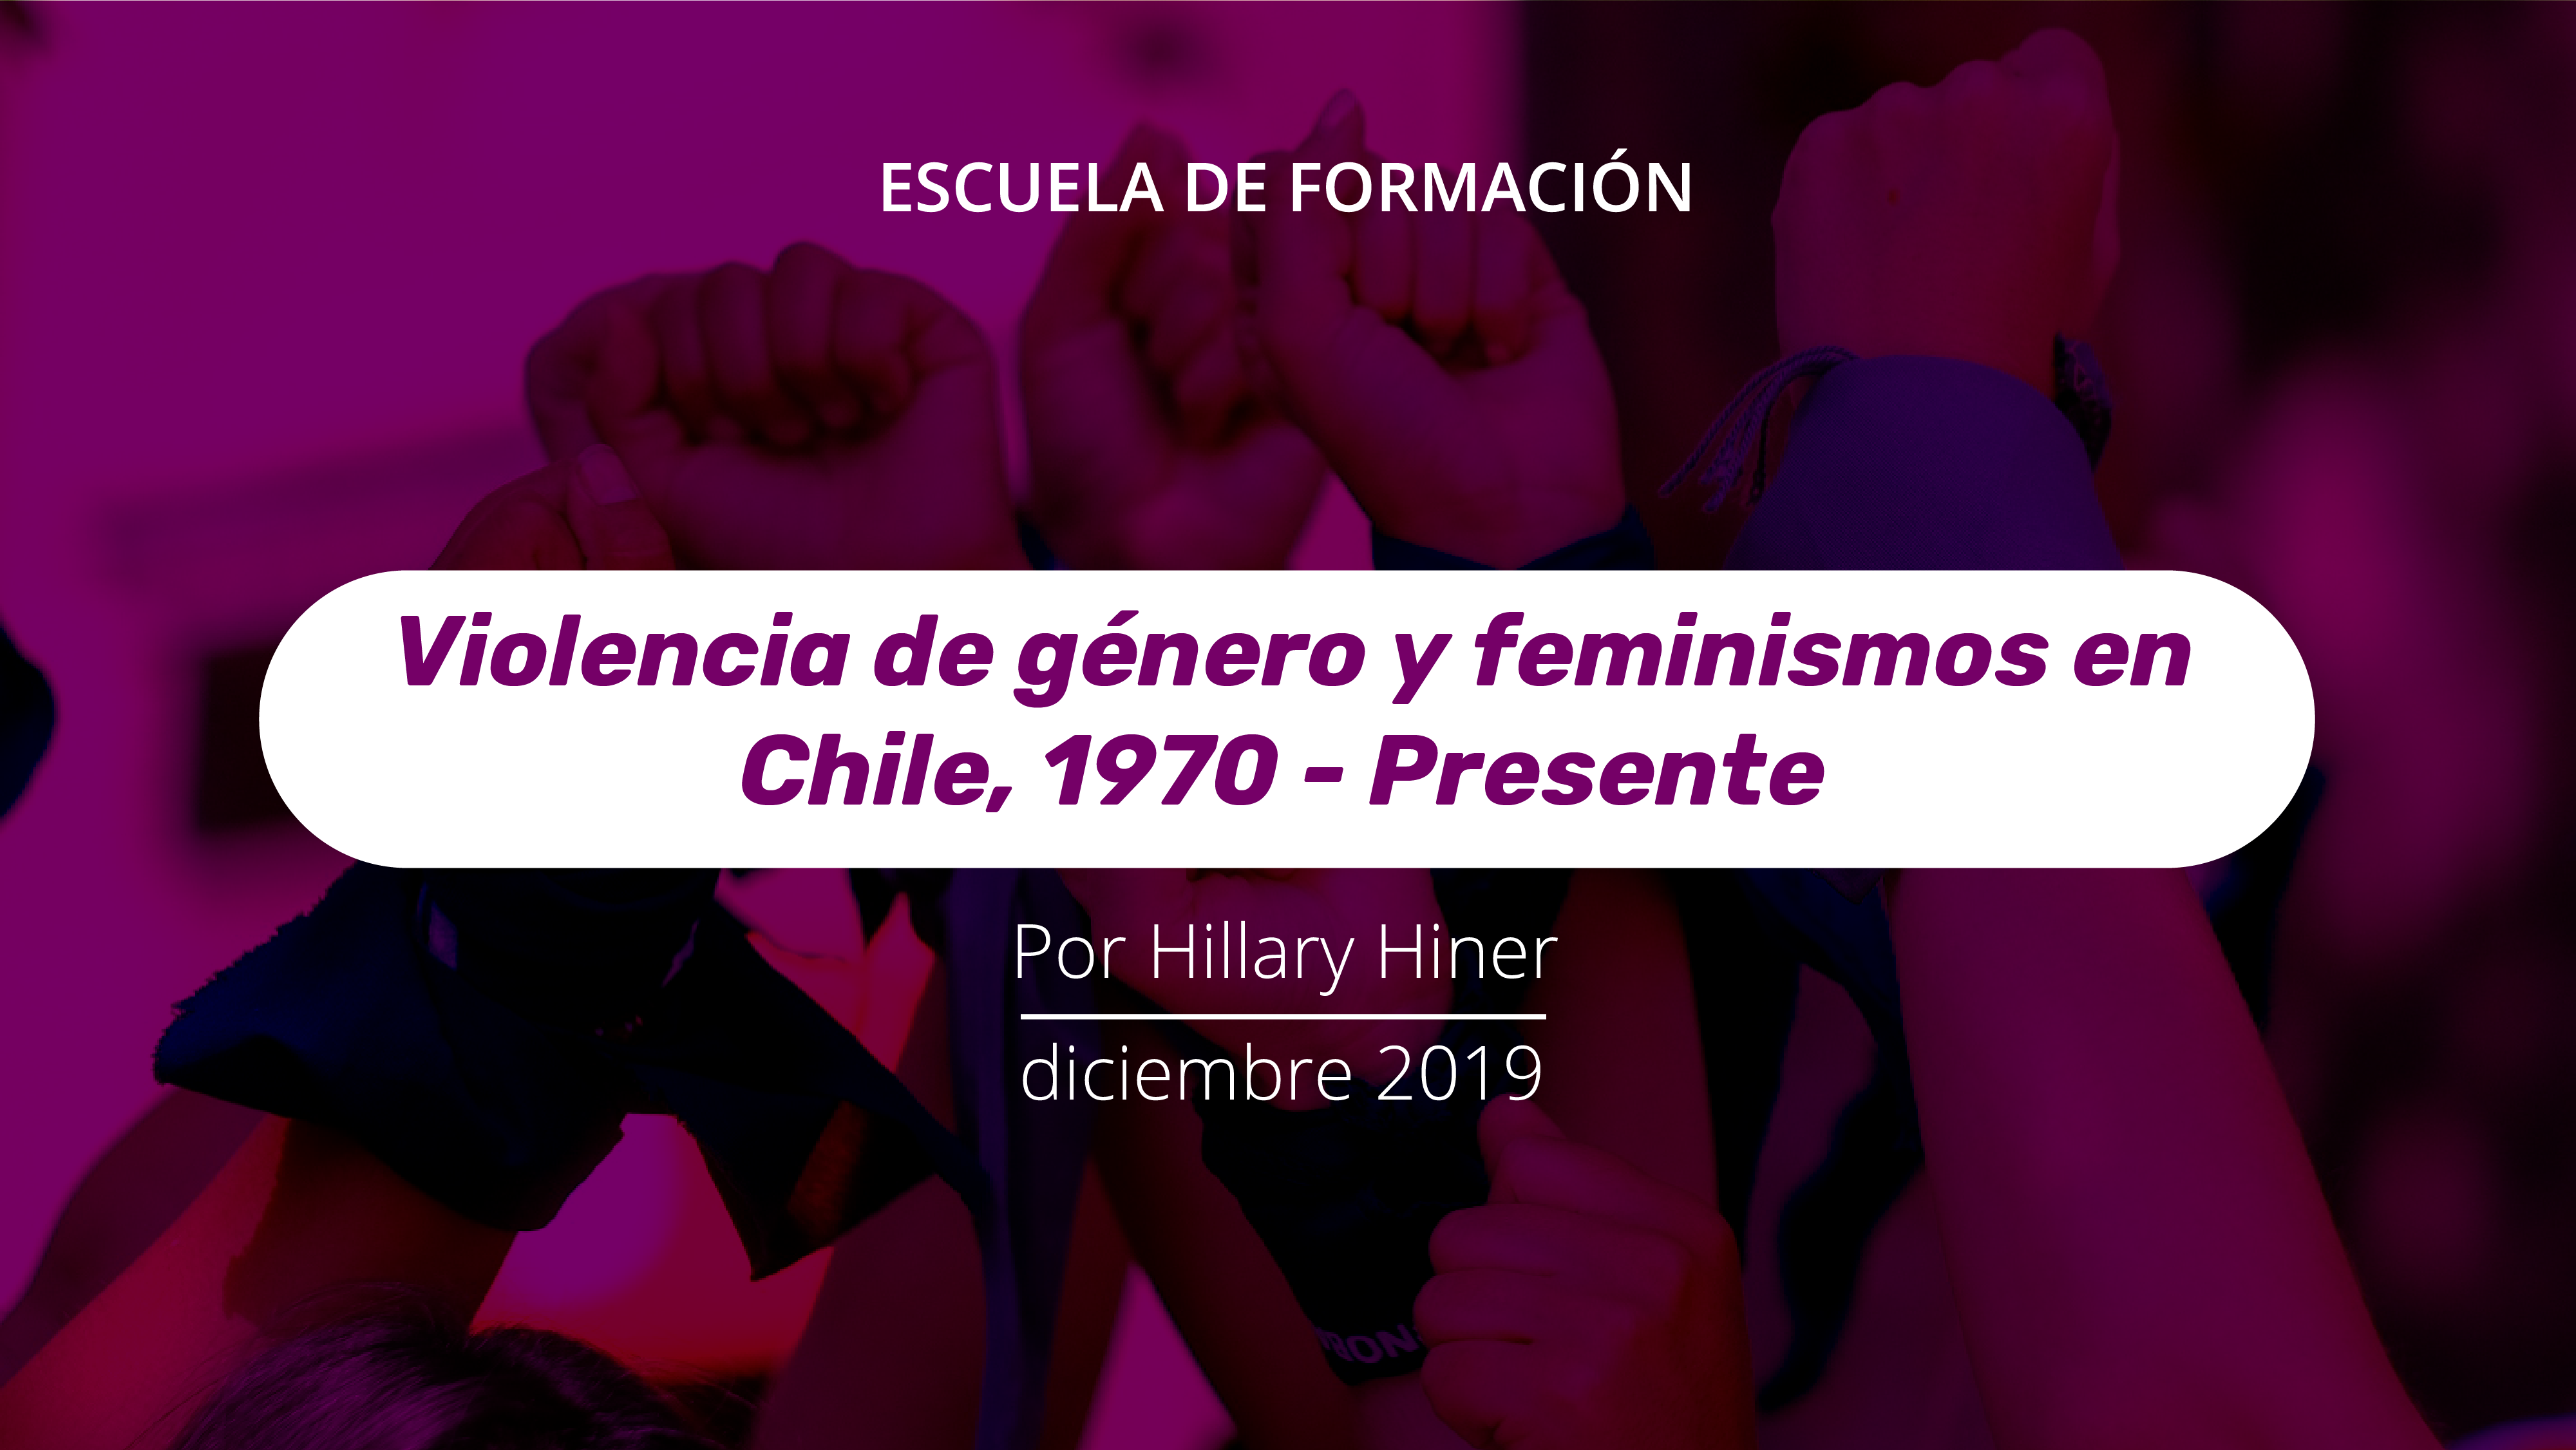 ESCUELA DE FORMACIÓN
Violencia de género y feminismos en
Chile, 1970 - Presente
Por Hillary Hiner
diciembre 2019